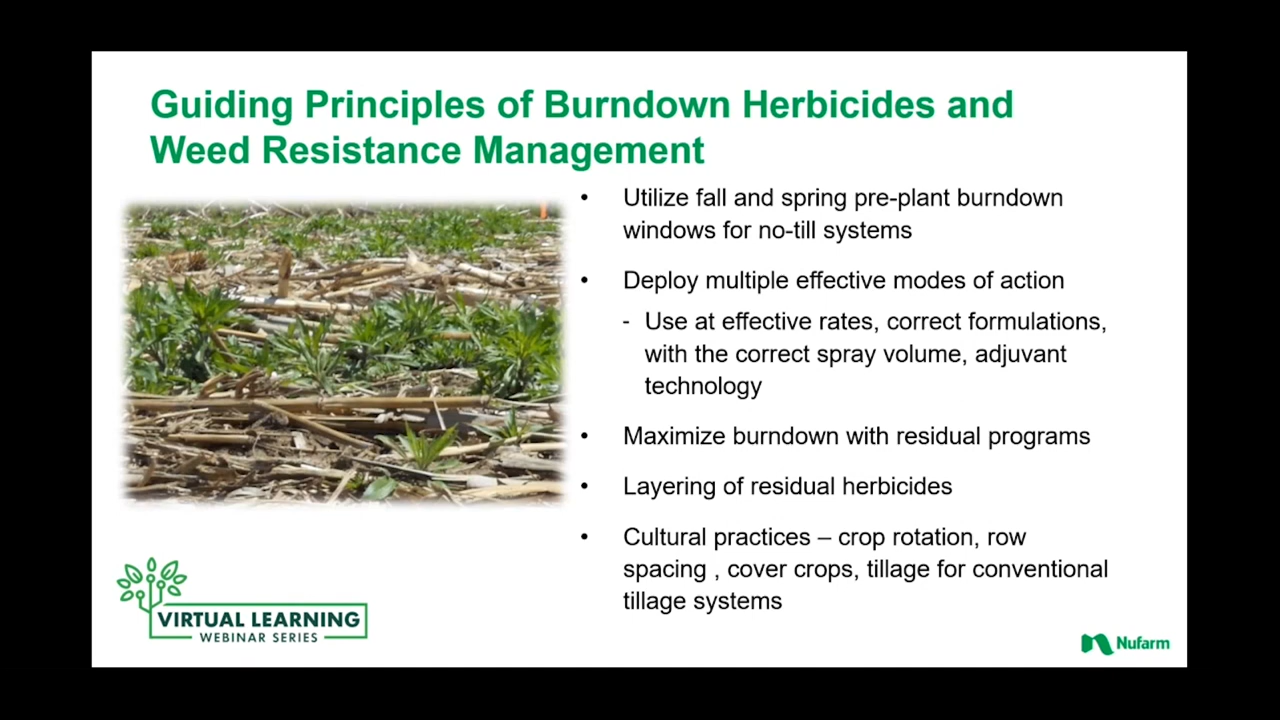 Guiding Principles of Burndown Herbicides and
Weed Resistance Management
• Utilize fall and spring pre-plant burndown
windows for no-till systems
• Deploy multiple effective modes of action
- Use at effective rates, correct formulations,
with the correct spray volume, adjuvant
technology
• Maximize burndown with residual programs
• Layering of residual herbicides
• Cultural practices – crop rotation, row
spacing , cover crops, tillage for conventional
tillage systems
VIRTUAL LEARNING
WEBINAR SERIES
Nufarm